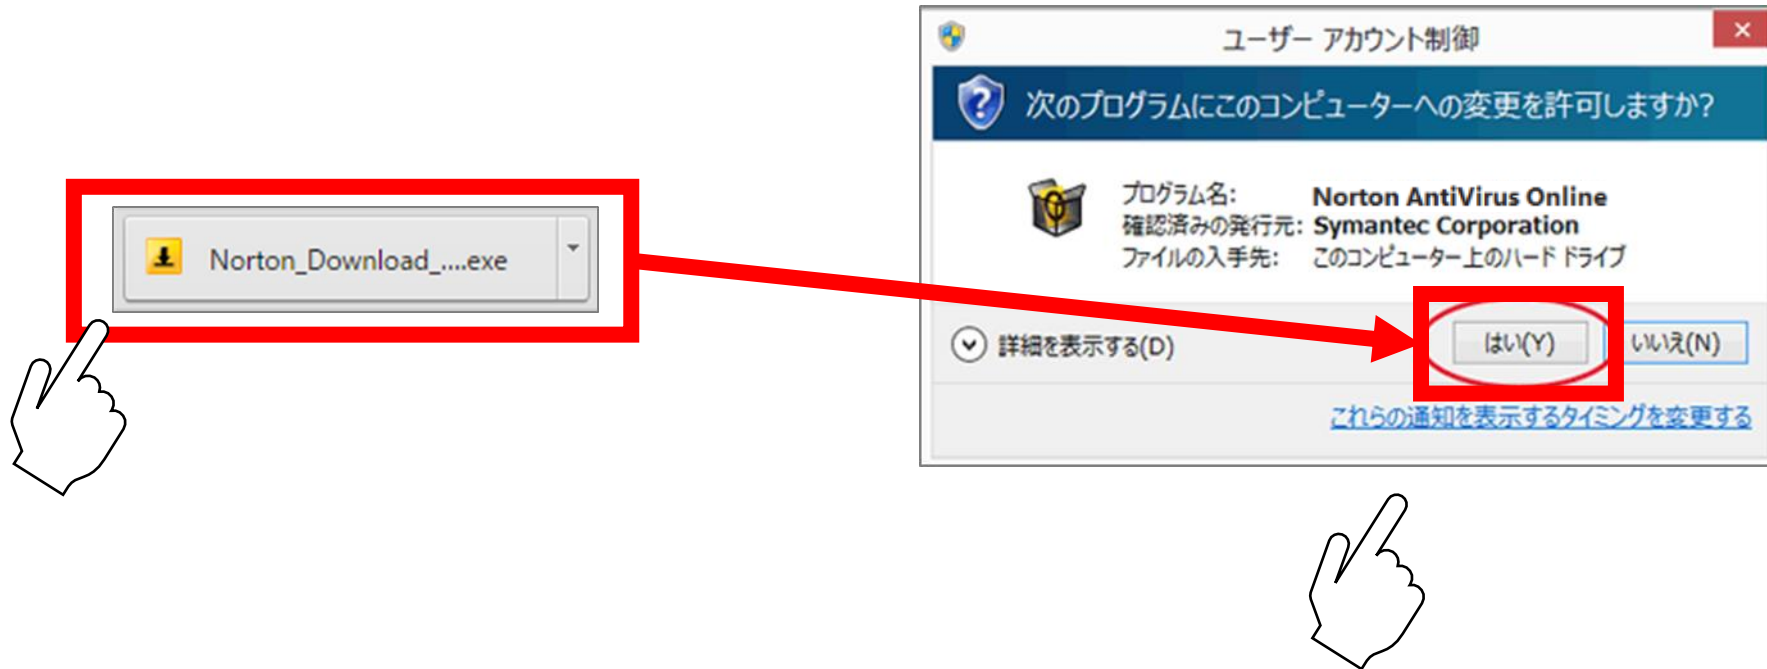 Norton_Download_....exe
ユーザー アカウント制御
次のプログラムにこのコンピューターへの変更を許可しますか?
プログラム名: Norton AntiVirus Online
確認済みの発行元: Symantec Corporation
ファイルの入手先: このコンピューター上のハード ドライブ
詳細を表示する(D)
はい(Y)
いいえ(N)
これらの通知を表示するタイミングを変更する